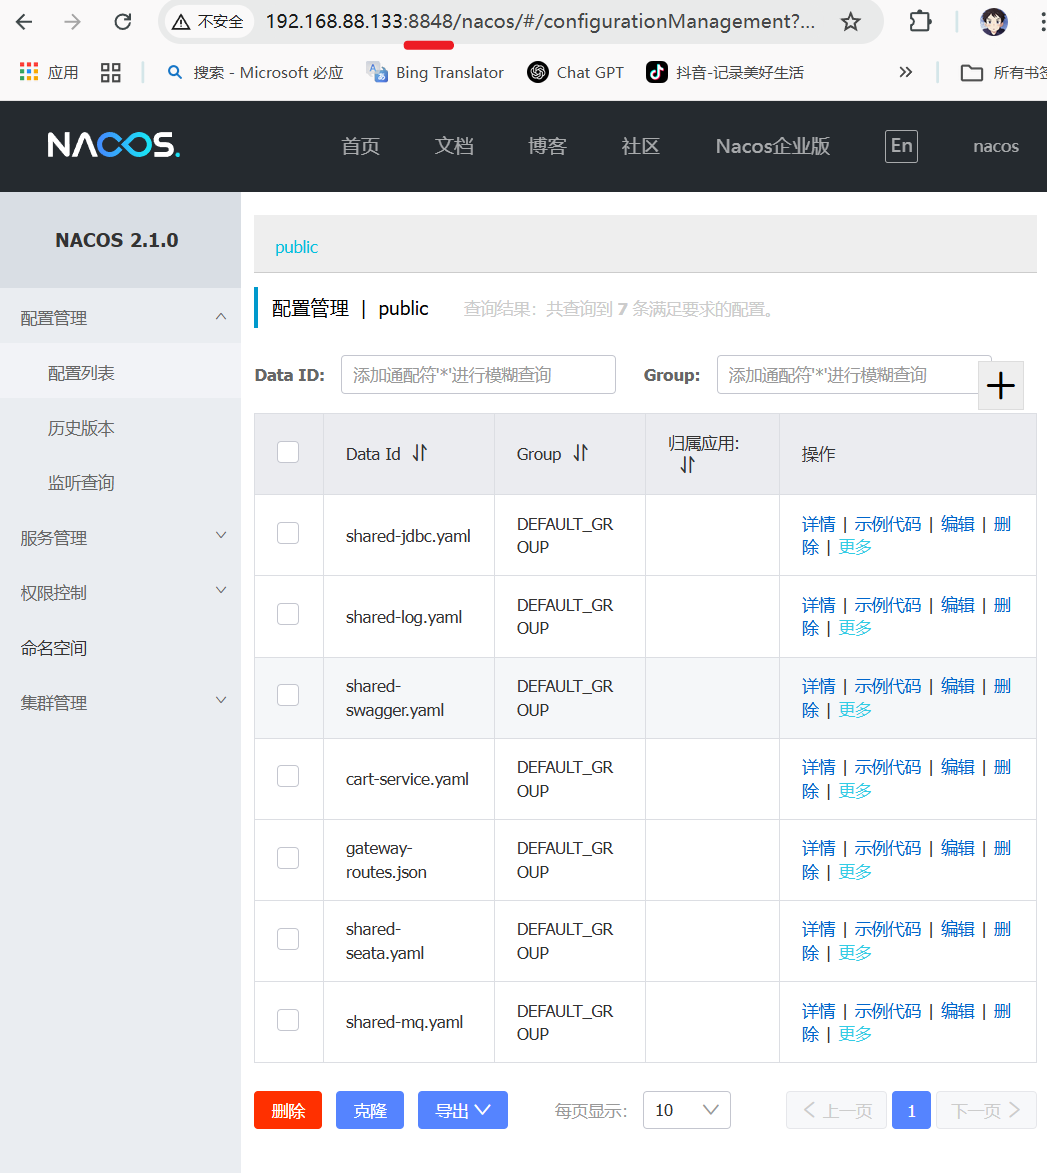 不安全 192.168.88.133:8848/nacos/#/configurationManagement?...
应用 搜索 - Microsoft 必应 Bing Translator Chat GPT 抖音-记录美好生活 所有书签
NACOS. 首页 文档 博客 社区 Nacos企业版 En nacos
NACOS 2.1.0
配置管理
配置列表
历史版本
监听查询
服务管理
权限控制
命名空间
集群管理
public
配置管理 | public 查询结果：共查询到 7 条满足要求的配置。
Data ID: 添加通配符'*'进行模糊查询 Group: 添加通配符'*'进行模糊查询
Data Id Group 归属应用: 操作
shared-jdbc.yaml DEFAULT_GR
OUP 详情 | 示例代码 | 编辑 | 删
除 | 更多
shared-log.yaml DEFAULT_GR
OUP 详情 | 示例代码 | 编辑 | 删
除 | 更多
shared-
swagger.yaml DEFAULT_GR
OUP 详情 | 示例代码 | 编辑 | 删
除 | 更多
cart-service.yaml DEFAULT_GR
OUP 详情 | 示例代码 | 编辑 | 删
除 | 更多
gateway-
routes.json DEFAULT_GR
OUP 详情 | 示例代码 | 编辑 | 删
除 | 更多
shared-
seata.yaml DEFAULT_GR
OUP 详情 | 示例代码 | 编辑 | 删
除 | 更多
shared-mq.yaml DEFAULT_GR
OUP 详情 | 示例代码 | 编辑 | 删
除 | 更多
删除 克隆 导出 每页显示: 10 上一页 1 下一页